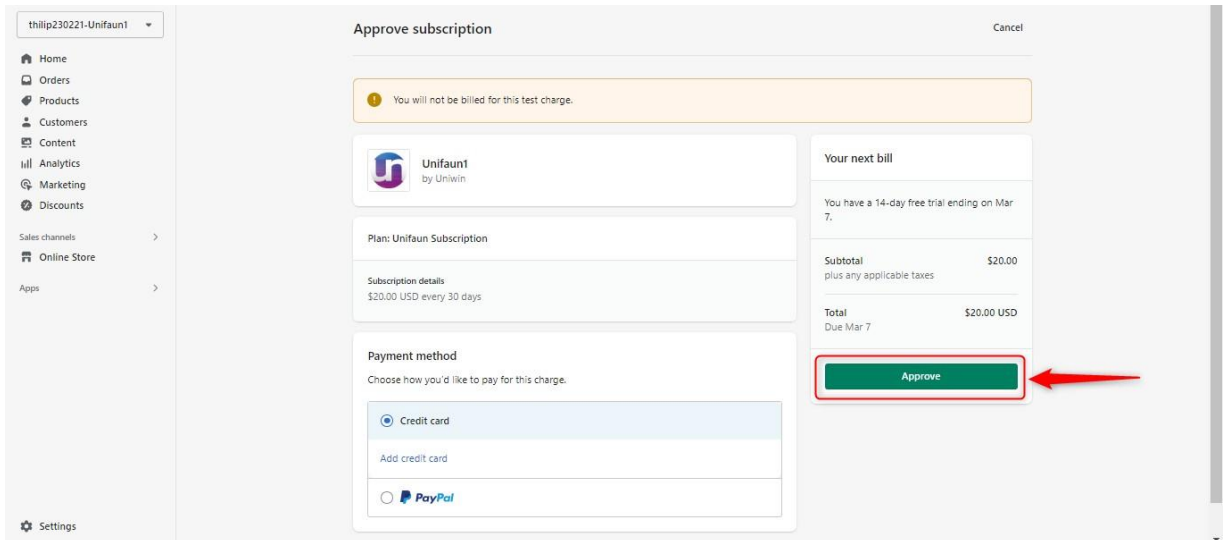 thilip230221-Unifaun1
Home
Orders
Products
Customers
Content
Analytics
Marketing
Discounts
Sales channels
Online Store
Apps
Settings
Approve subscription
Cancel
You will not be billed for this test charge.
Unifaun1
by Uniwin
Plan: Unifaun Subscription
Subscription details
$20.00 USD every 30 days
Payment method
Choose how you'd like to pay for this charge.
Credit card
Add credit card
PayPal
Your next bill
You have a 14-day free trial ending on Mar
7.
Subtotal $20.00
plus any applicable taxes
Total $20.00 USD
Due Mar 7
Approve